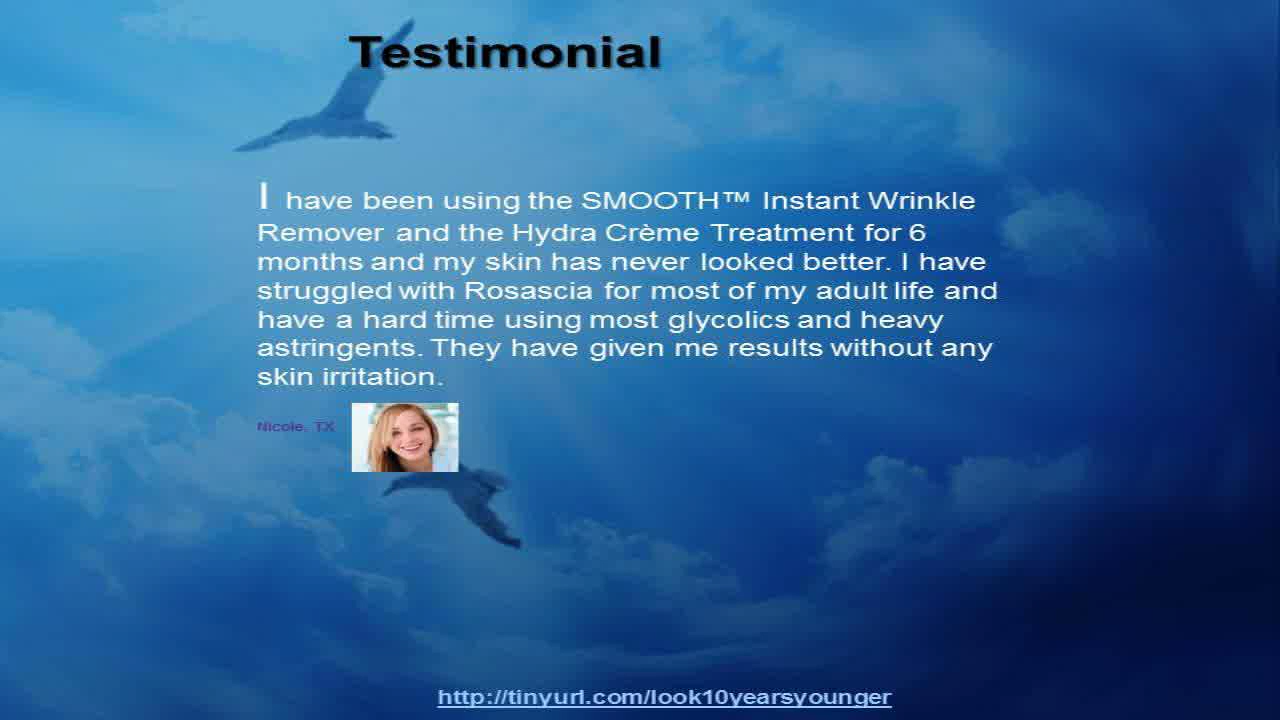 Testimonial
I have been using the SMOOTH™ Instant Wrinkle
Remover and the Hydra Crème Treatment for 6
months and my skin has never looked better. I have
struggled with Rosascia for most of my adult life and
have a hard time using most glycolics and heavy
astringents. They have given me results without any
skin irritation.
Nicole, TX
http://tinyurl.com/look10yearsyounger